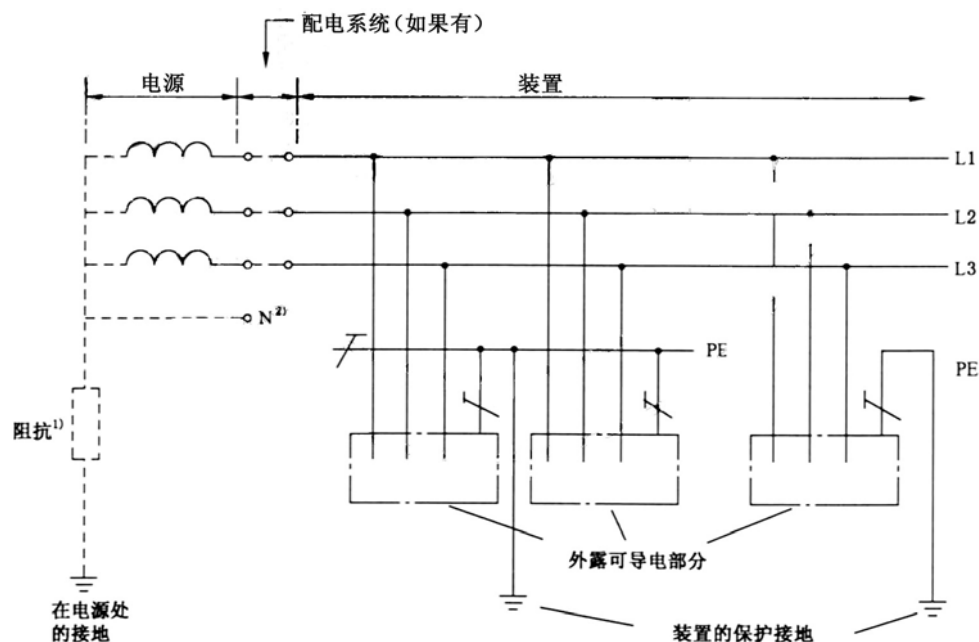 配电系统(如果有)
电源
装置
L1
L2
L3
N²⁾
PE
PE
阻抗¹⁾
外露可导电部分
在电源处
的接地
装置的保护接地